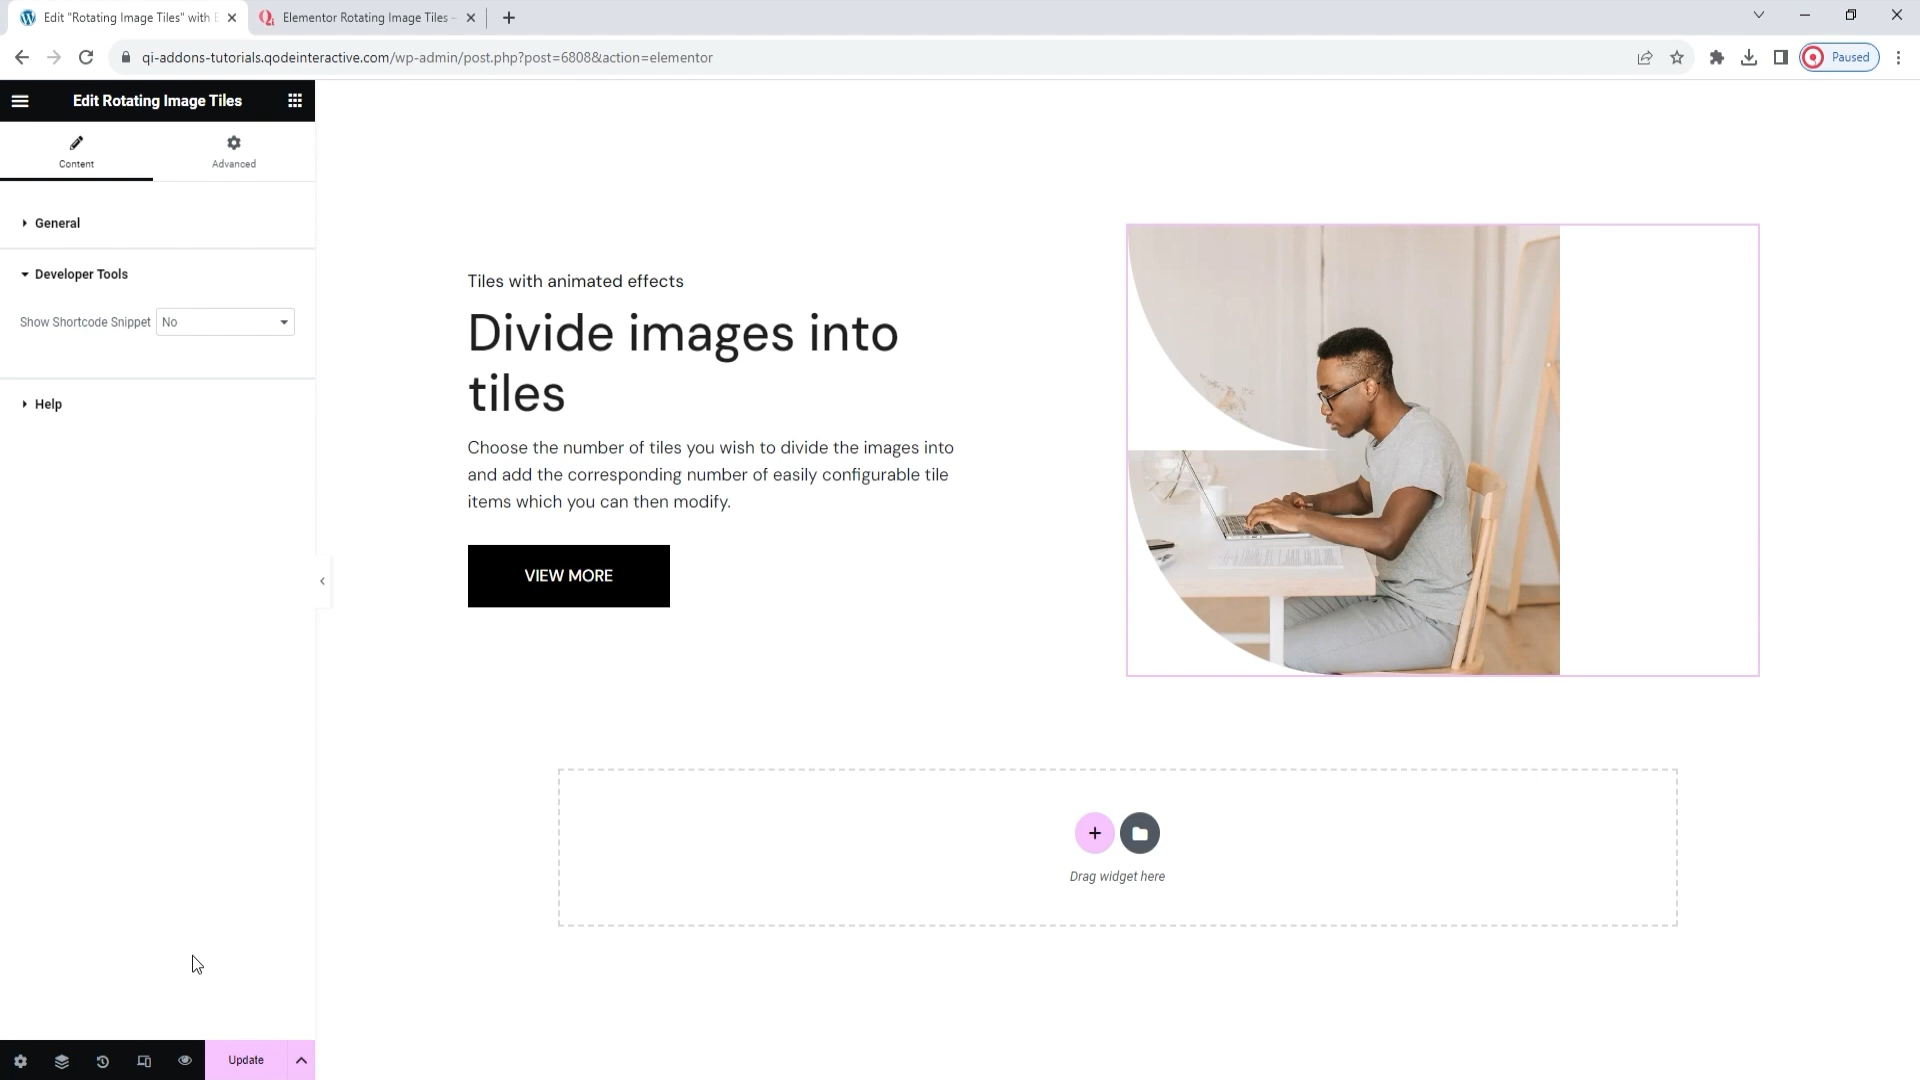 Edit "Rotating Image Tiles" with E
Elementor Rotating Image Tiles -
qi-addons-tutorials.qodeinteractive.com/wp-admin/post.php?post=6808&action=elementor
Paused
Edit Rotating Image Tiles
Content
Advanced
General
Developer Tools
Show Shortcode Snippet No
Help
Update
Tiles with animated effects
Divide images into
tiles
Choose the number of tiles you wish to divide the images into
and add the corresponding number of easily configurable tile
items which you can then modify.
VIEW MORE
Drag widget here